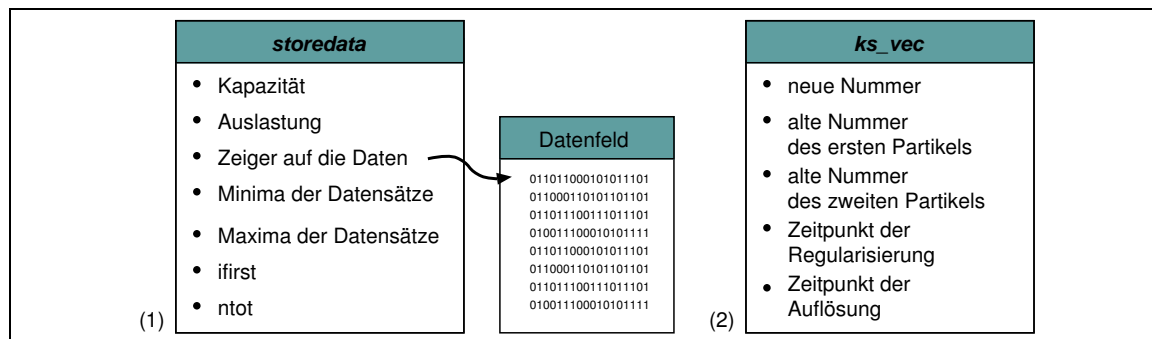 storedata
• Kapazität
• Auslastung
• Zeiger auf die Daten
• Minima der Datensätze
• Maxima der Datensätze
• ifirst
• ntot
(1)
Datenfeld
011011000101011101
011000110101101101
011011100111011101
010011100010101111
011011000101011101
011000110101101101
011011100111011101
010011100010101111
ks_vec
• neue Nummer
• alte Nummer
des ersten Partikels
• alte Nummer
des zweiten Partikels
• Zeitpunkt der
Regularisierung
• Zeitpunkt der
Auflösung
(2)